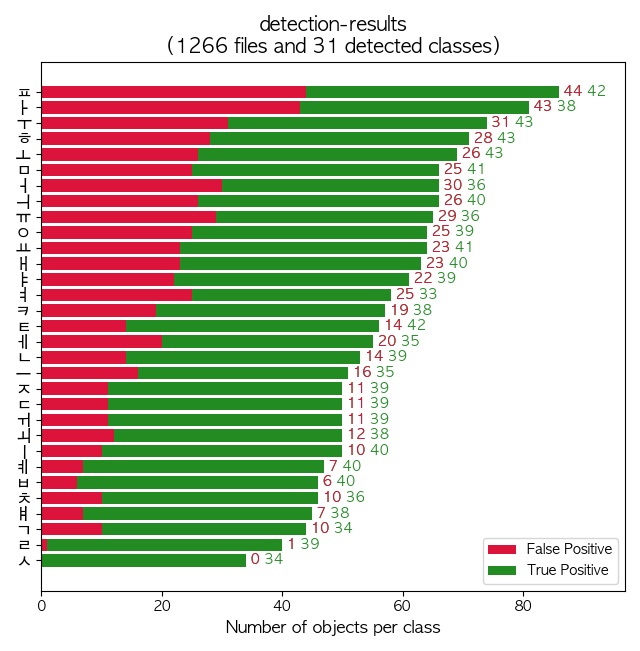 detection-results
(1266 files and 31 detected classes)
ㅍ 44 42
ㅏ 43 38
ㅜ 31 43
ㅎ 28 43
ㅗ 26 43
ㅁ 25 41
ㅓ 30 36
ㅢ 26 40
ㅠ 29 36
ㅇ 25 39
ㅛ 23 41
ㅐ 23 40
ㅑ 22 39
ㅕ 25 33
ㅋ 19 38
ㅌ 14 42
ㅔ 20 35
ㄴ 14 39
ㅡ 16 35
ㅈ 11 39
ㄷ 11 39
ㅟ 11 39
ㅚ 12 38
ㅣ 10 40
ㅖ 7 40
ㅂ 6 40
ㅊ 10 36
ㅒ 7 38
ㄱ 10 34
ㄹ 1 39
ㅅ 0 34
False Positive
True Positive
0 20 40 60 80
Number of objects per class